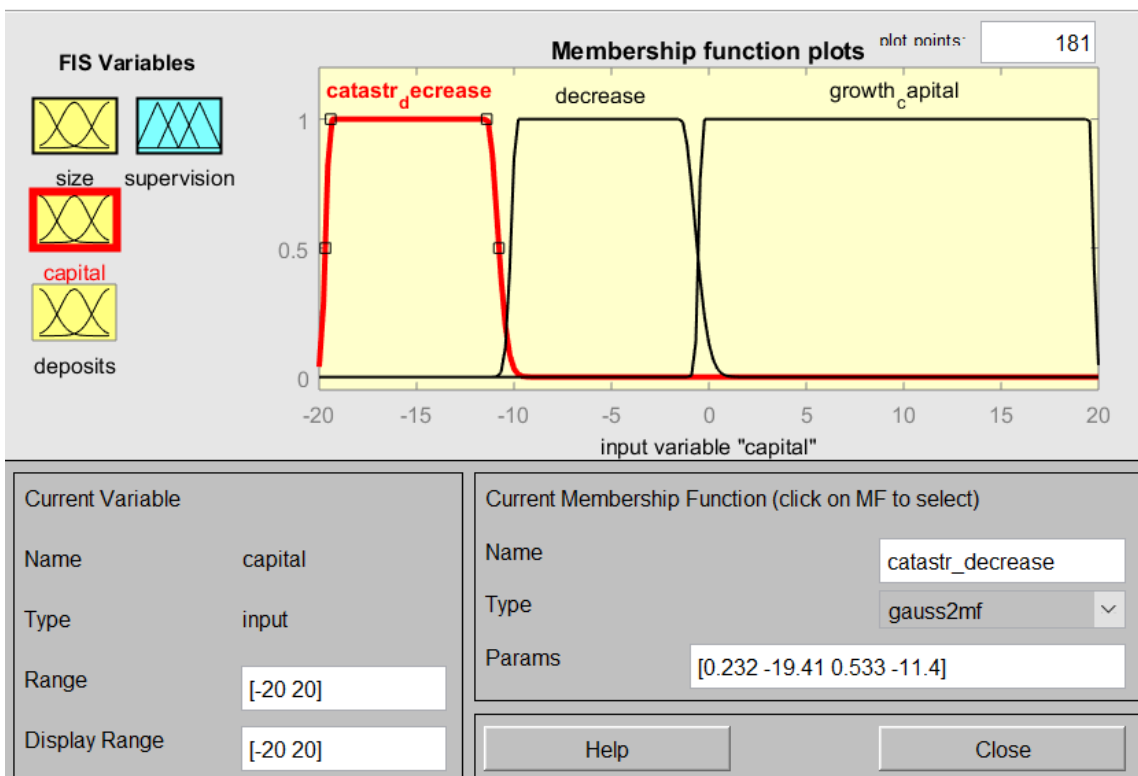 FIS Variables
size
supervision
capital
deposits
Membership function plots
plot points:
181
catastr_decrease
decrease
growth_capital
1
0.5
0
-20 -15 -10 -5 0 5 10 15 20
input variable "capital"
Current Variable
Name capital
Type input
Range [-20 20]
Display Range [-20 20]
Current Membership Function (click on MF to select)
Name catastr_decrease
Type gauss2mf
Params [0.232 -19.41 0.533 -11.4]
Help
Close